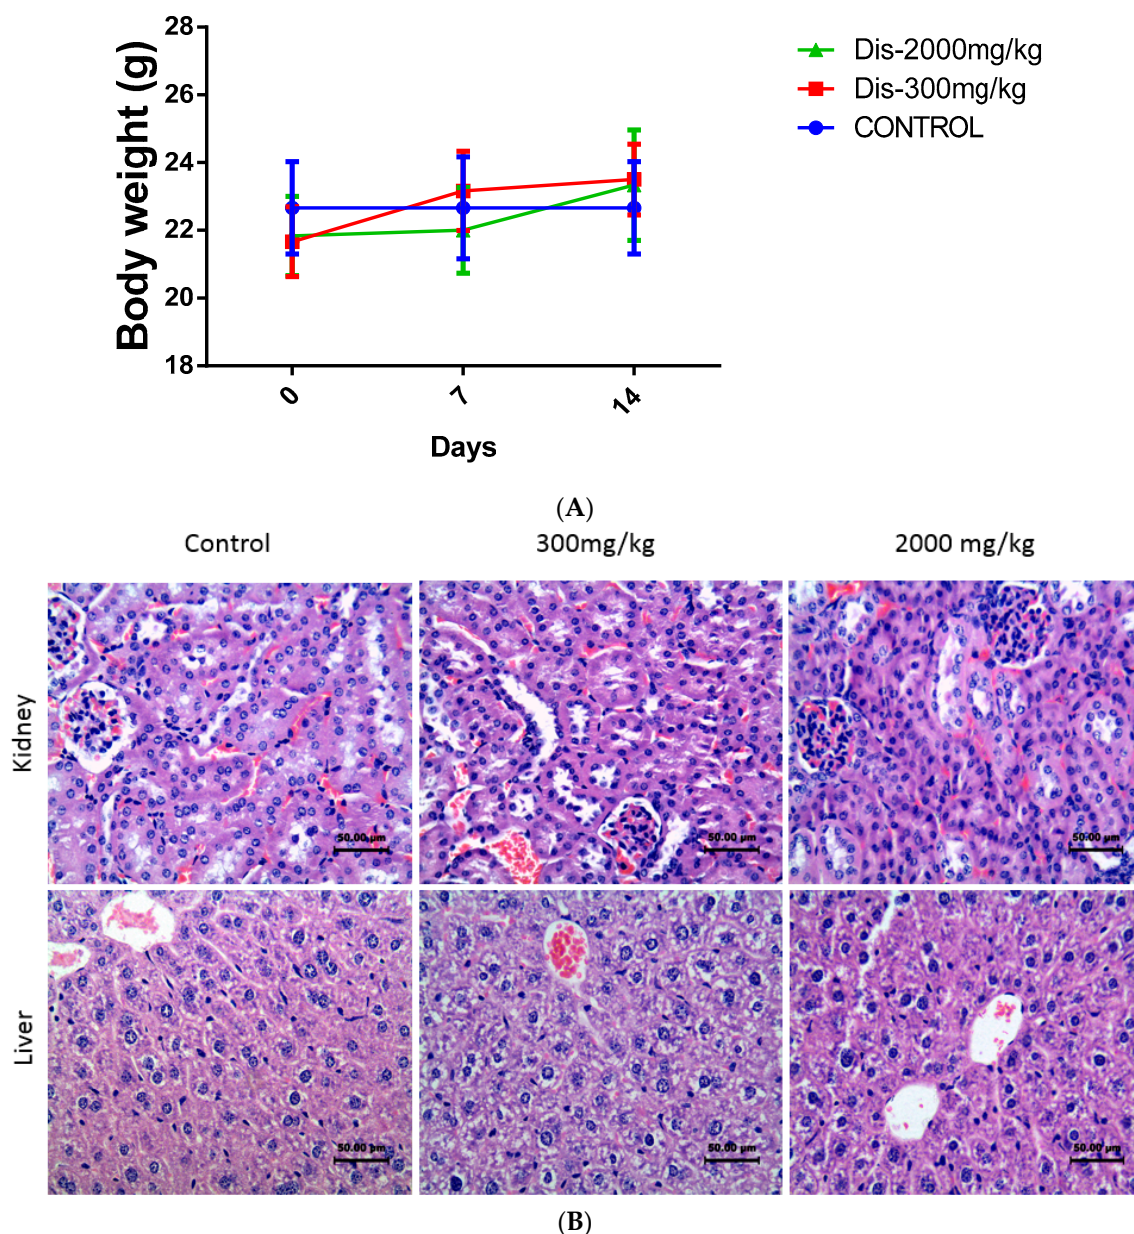 28
26
24
22
20
18
Body weight (g)
0
7
14
Days
Dis-2000mg/kg
Dis-300mg/kg
CONTROL
(A)
Control
300mg/kg
2000 mg/kg
Kidney
50.00 µm
50.00 µm
50.00 µm
Liver
50.00 µm
50.00 µm
50.00 µm
(B)